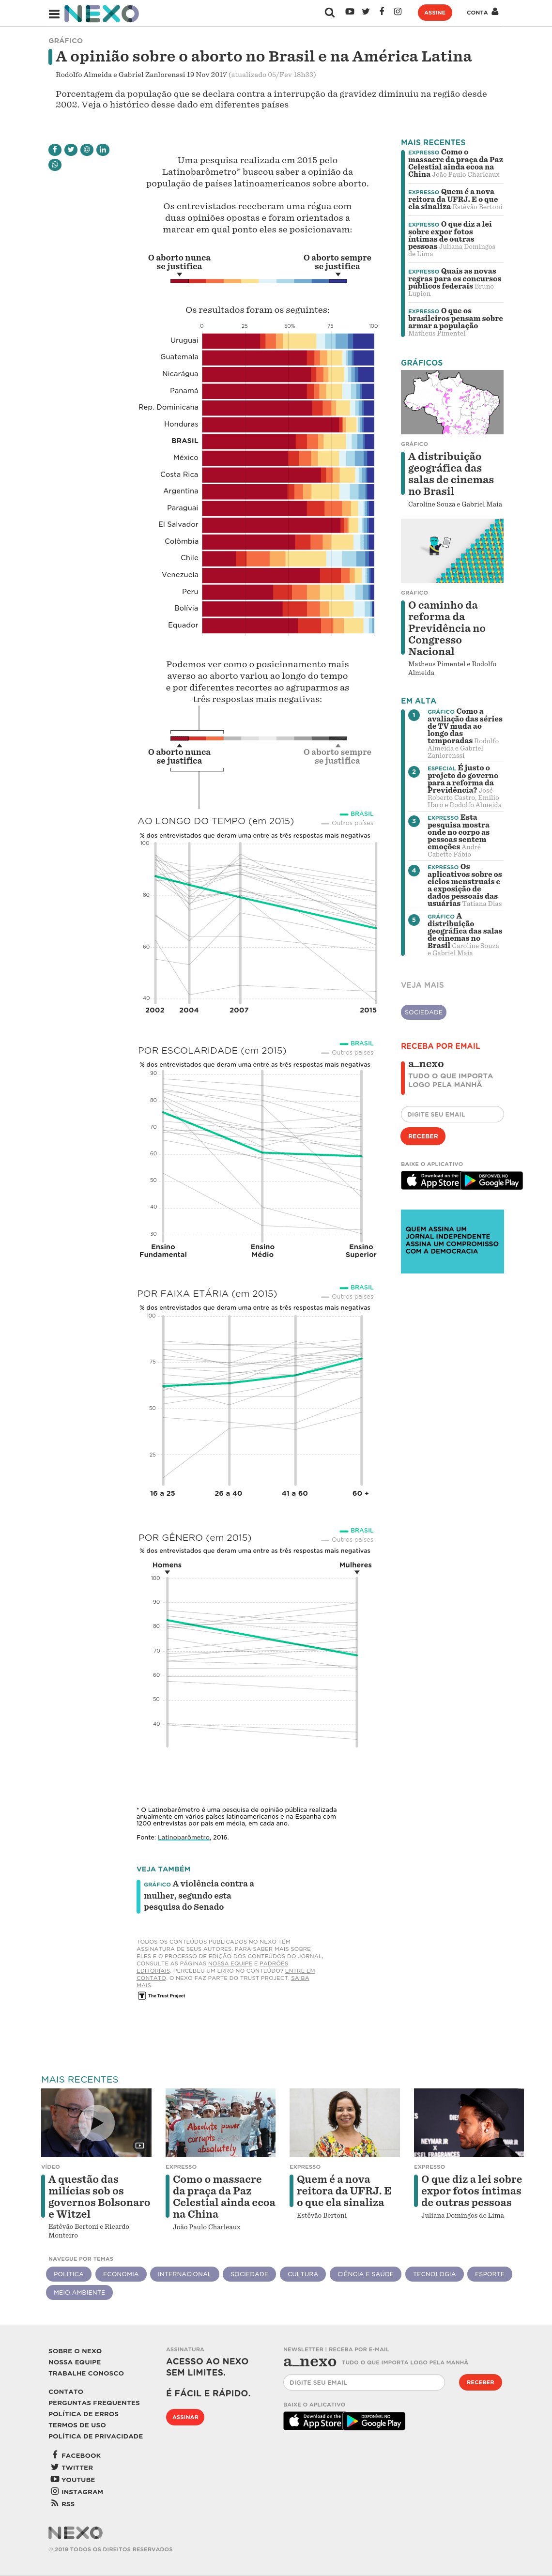 NEXO
ASSINE
CONTA
GRÁFICO
A opinião sobre o aborto no Brasil e na América Latina
Rodolfo Almeida e Gabriel Zanlorenssi 19 Nov 2017 (atualizado 05/Fev 18h33)
Porcentagem da população que se declara contra a interrupção da gravidez diminuiu na região desde
2002. Veja o histórico desse dado em diferentes países
Uma pesquisa realizada em 2015 pelo
Latinobarômetro* buscou saber a opinião da
população de países latinoamericanos sobre aborto.
Os entrevistados receberam uma régua com
duas opiniões opostas e foram orientados a
marcar em qual ponto eles se posicionavam:
O aborto nunca
se justifica
O aborto sempre
se justifica
Os resultados foram os seguintes:
0 25 50% 75 100
Uruguai
Guatemala
Nicarágua
Panamá
Rep. Dominicana
Honduras
BRASIL
México
Costa Rica
Argentina
Paraguai
El Salvador
Colômbia
Chile
Venezuela
Peru
Bolívia
Equador
Podemos ver como o posicionamento mais
averso ao aborto variou ao longo do tempo
e por diferentes recortes ao agruparmos as
três respostas mais negativas:
O aborto nunca
se justifica
O aborto sempre
se justifica
AO LONGO DO TEMPO (em 2015)
BRASIL
Outros países
% dos entrevistados que deram uma entre as três respostas mais negativas
100
80
60
40
2002 2004 2007 2015
POR ESCOLARIDADE (em 2015)
BRASIL
Outros países
% dos entrevistados que deram uma entre as três respostas mais negativas
90
80
70
60
50
40
30
Ensino
Fundamental
Ensino
Médio
Ensino
Superior
POR FAIXA ETÁRIA (em 2015)
BRASIL
Outros países
% dos entrevistados que deram uma entre as três respostas mais negativas
100
75
50
25
16 a 25 26 a 40 41 a 60 60 +
POR GÊNERO (em 2015)
BRASIL
Outros países
% dos entrevistados que deram uma entre as três respostas mais negativas
Homens Mulheres
100
90
80
70
60
50
40
* O Latinobarômetro é uma pesquisa de opinião pública realizada
anualmente em vários países latinoamericanos e na Espanha com
1200 entrevistas por país em média, em cada ano.
Fonte: Latinobarômetro, 2016.
VEJA TAMBÉM
GRÁFICO A violência contra a
mulher, segundo esta
pesquisa do Senado
TODOS OS CONTEÚDOS PUBLICADOS NO NEXO TÊM
ASSINATURA DE SEUS AUTORES. PARA SABER MAIS SOBRE
ELES E O PROCESSO DE EDIÇÃO DOS CONTEÚDOS DO JORNAL,
CONSULTE AS PÁGINAS NOSSA EQUIPE E PADRÕES
EDITORIAIS. PERCEBEU UM ERRO NO CONTEÚDO? ENTRE EM
CONTATO. O NEXO FAZ PARTE DO TRUST PROJECT. SAIBA
MAIS.
The Trust Project
MAIS RECENTES
EXPRESSO Como o
massacre da praça da Paz
Celestial ainda ecoa na
China João Paulo Charleaux
EXPRESSO Quem é a nova
reitora da UFRJ. E o que
ela sinaliza Estêvão Bertoni
EXPRESSO O que diz a lei
sobre expor fotos
íntimas de outras
pessoas Juliana Domingos
de Lima
EXPRESSO Quais as novas
regras para os concursos
públicos federais Bruno
Lupion
EXPRESSO O que os
brasileiros pensam sobre
armar a população
Matheus Pimentel
GRÁFICOS
GRÁFICO
A distribuição
geográfica das
salas de cinemas
no Brasil
Caroline Souza e Gabriel Maia
GRÁFICO
O caminho da
reforma da
Previdência no
Congresso
Nacional
Matheus Pimentel e Rodolfo
Almeida
EM ALTA
1
GRÁFICO Como a
avaliação das séries
de TV muda ao
longo das
temporadas Rodolfo
Almeida e Gabriel
Zanlorenssi
2
ESPECIAL É justo o
projeto do governo
para a reforma da
Previdência? José
Roberto Castro, Emilio
Haro e Rodolfo Almeida
3
EXPRESSO Esta
pesquisa mostra
onde no corpo as
pessoas sentem
emoções André
Cabette Fábio
4
EXPRESSO Os
aplicativos sobre os
ciclos menstruais e
a exposição de
dados pessoais das
usuárias Tatiana Dias
5
GRÁFICO A
distribuição
geográfica das salas
de cinemas no
Brasil Caroline Souza
e Gabriel Maia
VEJA MAIS
SOCIEDADE
RECEBA POR EMAIL
a_nexo
TUDO O QUE IMPORTA
LOGO PELA MANHÃ
DIGITE SEU EMAIL
RECEBER
BAIXE O APLICATIVO
Download on the
App Store
DISPONÍVEL NO
Google Play
QUEM ASSINA UM
JORNAL INDEPENDENTE
ASSINA UM COMPROMISSO
COM A DEMOCRACIA
MAIS RECENTES
Absolute power
corrupts
absolutely
NEYMAR JR
DIESEL FRAGRANCES
VÍDEO
A questão das
milícias sob os
governos Bolsonaro
e Witzel
Estêvão Bertoni e Ricardo
Monteiro
EXPRESSO
Como o massacre
da praça da Paz
Celestial ainda ecoa
na China
João Paulo Charleaux
EXPRESSO
Quem é a nova
reitora da UFRJ. E
o que ela sinaliza
Estêvão Bertoni
EXPRESSO
O que diz a lei sobre
expor fotos íntimas
de outras pessoas
Juliana Domingos de Lima
NAVEGUE POR TEMAS
POLÍTICA ECONOMIA INTERNACIONAL SOCIEDADE CULTURA CIÊNCIA E SAÚDE TECNOLOGIA ESPORTE
MEIO AMBIENTE
SOBRE O NEXO
NOSSA EQUIPE
TRABALHE CONOSCO
CONTATO
PERGUNTAS FREQUENTES
POLÍTICA DE ERROS
TERMOS DE USO
POLÍTICA DE PRIVACIDADE
FACEBOOK
TWITTER
YOUTUBE
INSTAGRAM
RSS
NEXO
© 2019 TODOS OS DIREITOS RESERVADOS
ASSINATURA
ACESSO AO NEXO
SEM LIMITES.
É FÁCIL E RÁPIDO.
ASSINAR
NEWSLETTER | RECEBA POR E-MAIL
a_nexo TUDO O QUE IMPORTA LOGO PELA MANHÃ
DIGITE SEU EMAIL
RECEBER
BAIXE O APLICATIVO
Download on the
App Store
DISPONÍVEL NO
Google Play